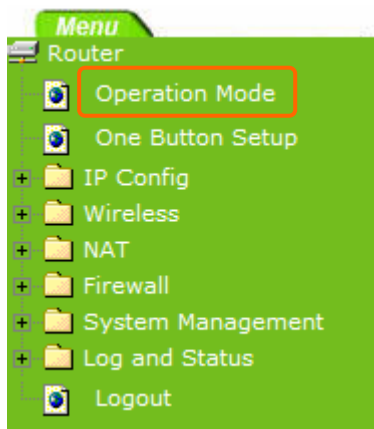 Menu
Router
Operation Mode
One Button Setup
IP Config
Wireless
NAT
Firewall
System Management
Log and Status
Logout